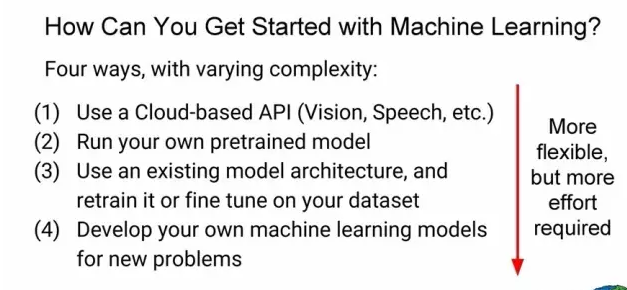 How Can You Get Started with Machine Learning?
Four ways, with varying complexity:
(1) Use a Cloud-based API (Vision, Speech, etc.)
(2) Run your own pretrained model
(3) Use an existing model architecture, and
retrain it or fine tune on your dataset
(4) Develop your own machine learning models
for new problems
More
flexible,
but more
effort
required